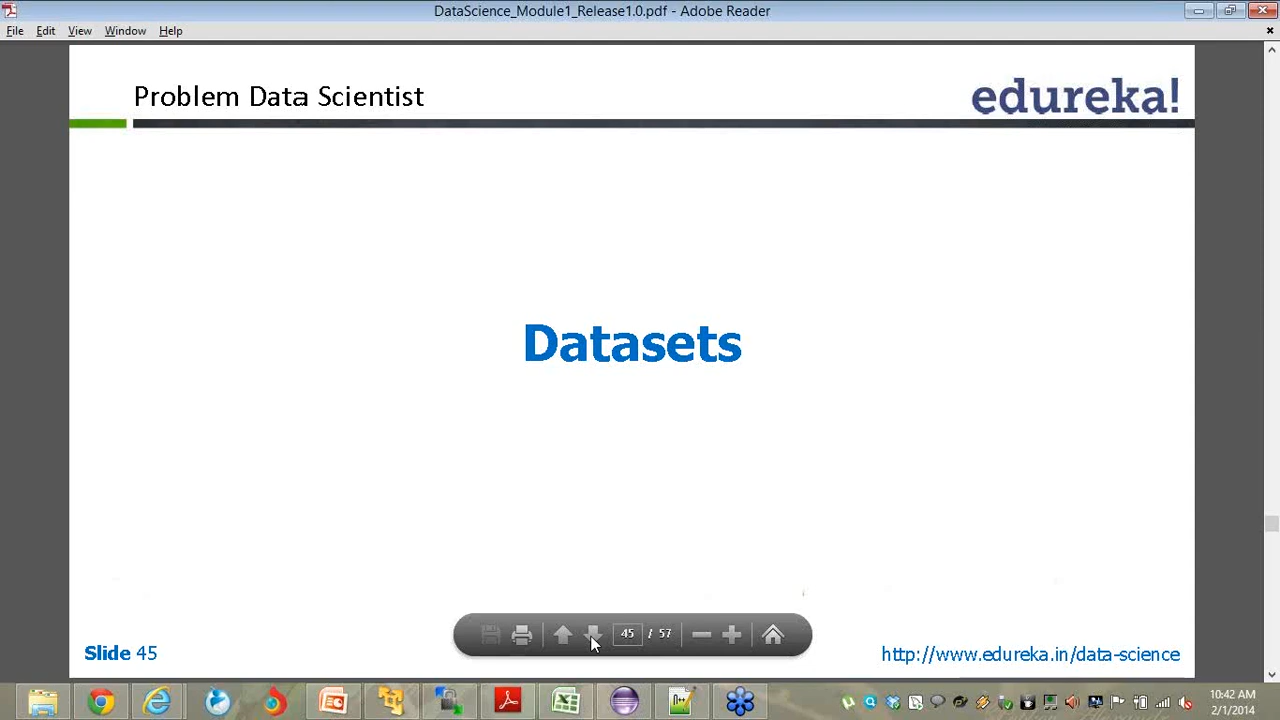 DataScience_Module1_Release1.0.pdf - Adobe Reader
File Edit View Window Help
Problem Data Scientist
edureka!
Datasets
45 / 57
Slide 45
http://www.edureka.in/data-science
10:42 AM
2/1/2014